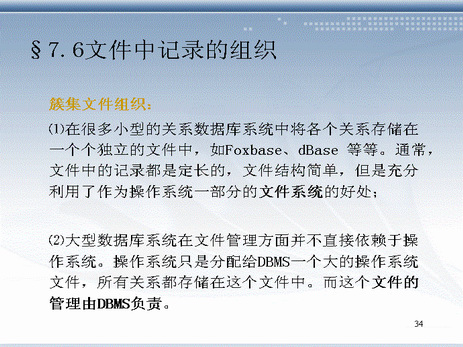 §7.6文件中记录的组织
簇集文件组织：
⑴在很多小型的关系数据库系统中将各个关系存储在
一个个独立的文件中，如Foxbase、dBase 等等。通常，
文件中的记录都是定长的，文件结构简单，但是充分
利用了作为操作系统一部分的文件系统的好处；
⑵大型数据库系统在文件管理方面并不直接依赖于操
作系统。操作系统只是分配给DBMS一个大的操作系统
文件，所有关系都存储在这个文件中。而这个文件的
管理由DBMS负责。
34